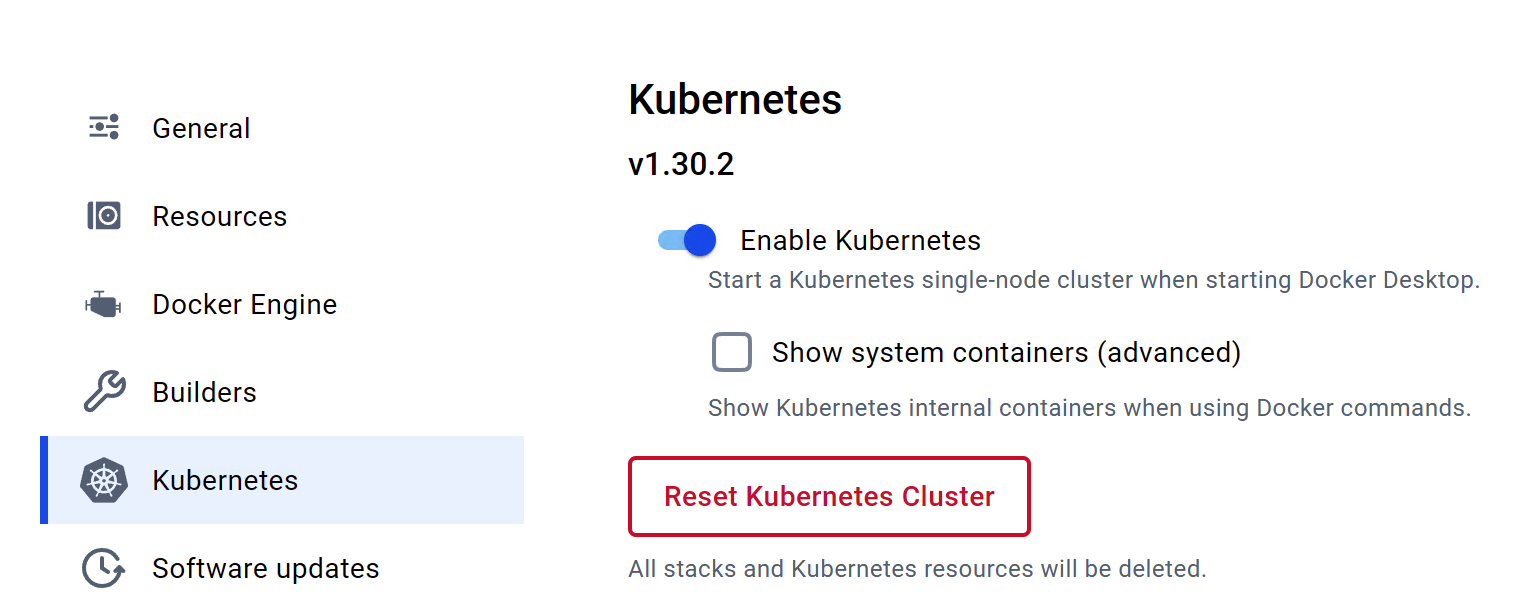 General
Resources
Docker Engine
Builders
Kubernetes
Software updates
Kubernetes
v1.30.2
Enable Kubernetes
Start a Kubernetes single-node cluster when starting Docker Desktop.
Show system containers (advanced)
Show Kubernetes internal containers when using Docker commands.
Reset Kubernetes Cluster
All stacks and Kubernetes resources will be deleted.